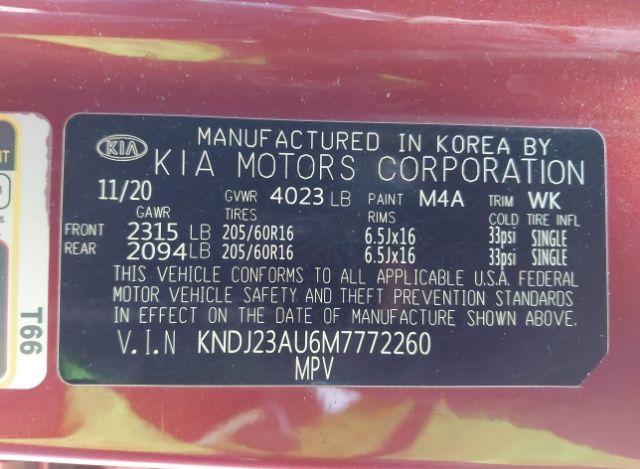 MANUFACTURED IN KOREA BY
KIA KIA MOTORS CORPORATION
11/20 GVWR 4023 LB PAINT M4A TRIM WK
GAWR TIRES RIMS COLD TIRE INFL
FRONT 2315 LB 205/60R16 6.5Jx16 33psi SINGLE
REAR 2094 LB 205/60R16 6.5Jx16 33psi SINGLE
THIS VEHICLE CONFORMS TO ALL APPLICABLE U.S.A. FEDERAL
MOTOR VEHICLE SAFETY AND THEFT PREVENTION STANDARDS
IN EFFECT ON THE DATE OF MANUFACTURE SHOWN ABOVE.
V.I.N KNDJ23AU6M7772260
MPV
T66